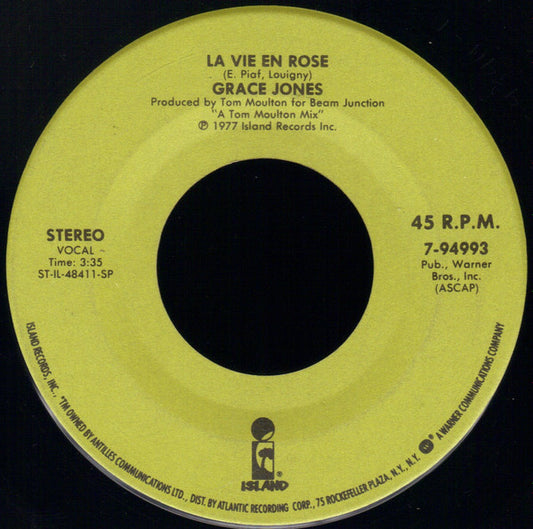 LA VIE EN ROSE
(E. Piaf, Louigny)
GRACE JONES
Produced by Tom Moulton for Beam Junction
"A Tom Moulton Mix"
℗ 1977 Island Records Inc.
STEREO
VOCAL
Time: 3:35
ST-IL-48411-SP
45 R.P.M.
7-94993
Pub., Warner
Bros., Inc.
(ASCAP)
ISLAND®
ISLAND RECORDS, INC., *TM OWNED BY ANTILLES COMMUNICATIONS LTD., DIST. BY ATLANTIC RECORDING CORP., 75 ROCKEFELLER PLAZA, N.Y., N.Y. A WARNER COMMUNICATIONS COMPANY